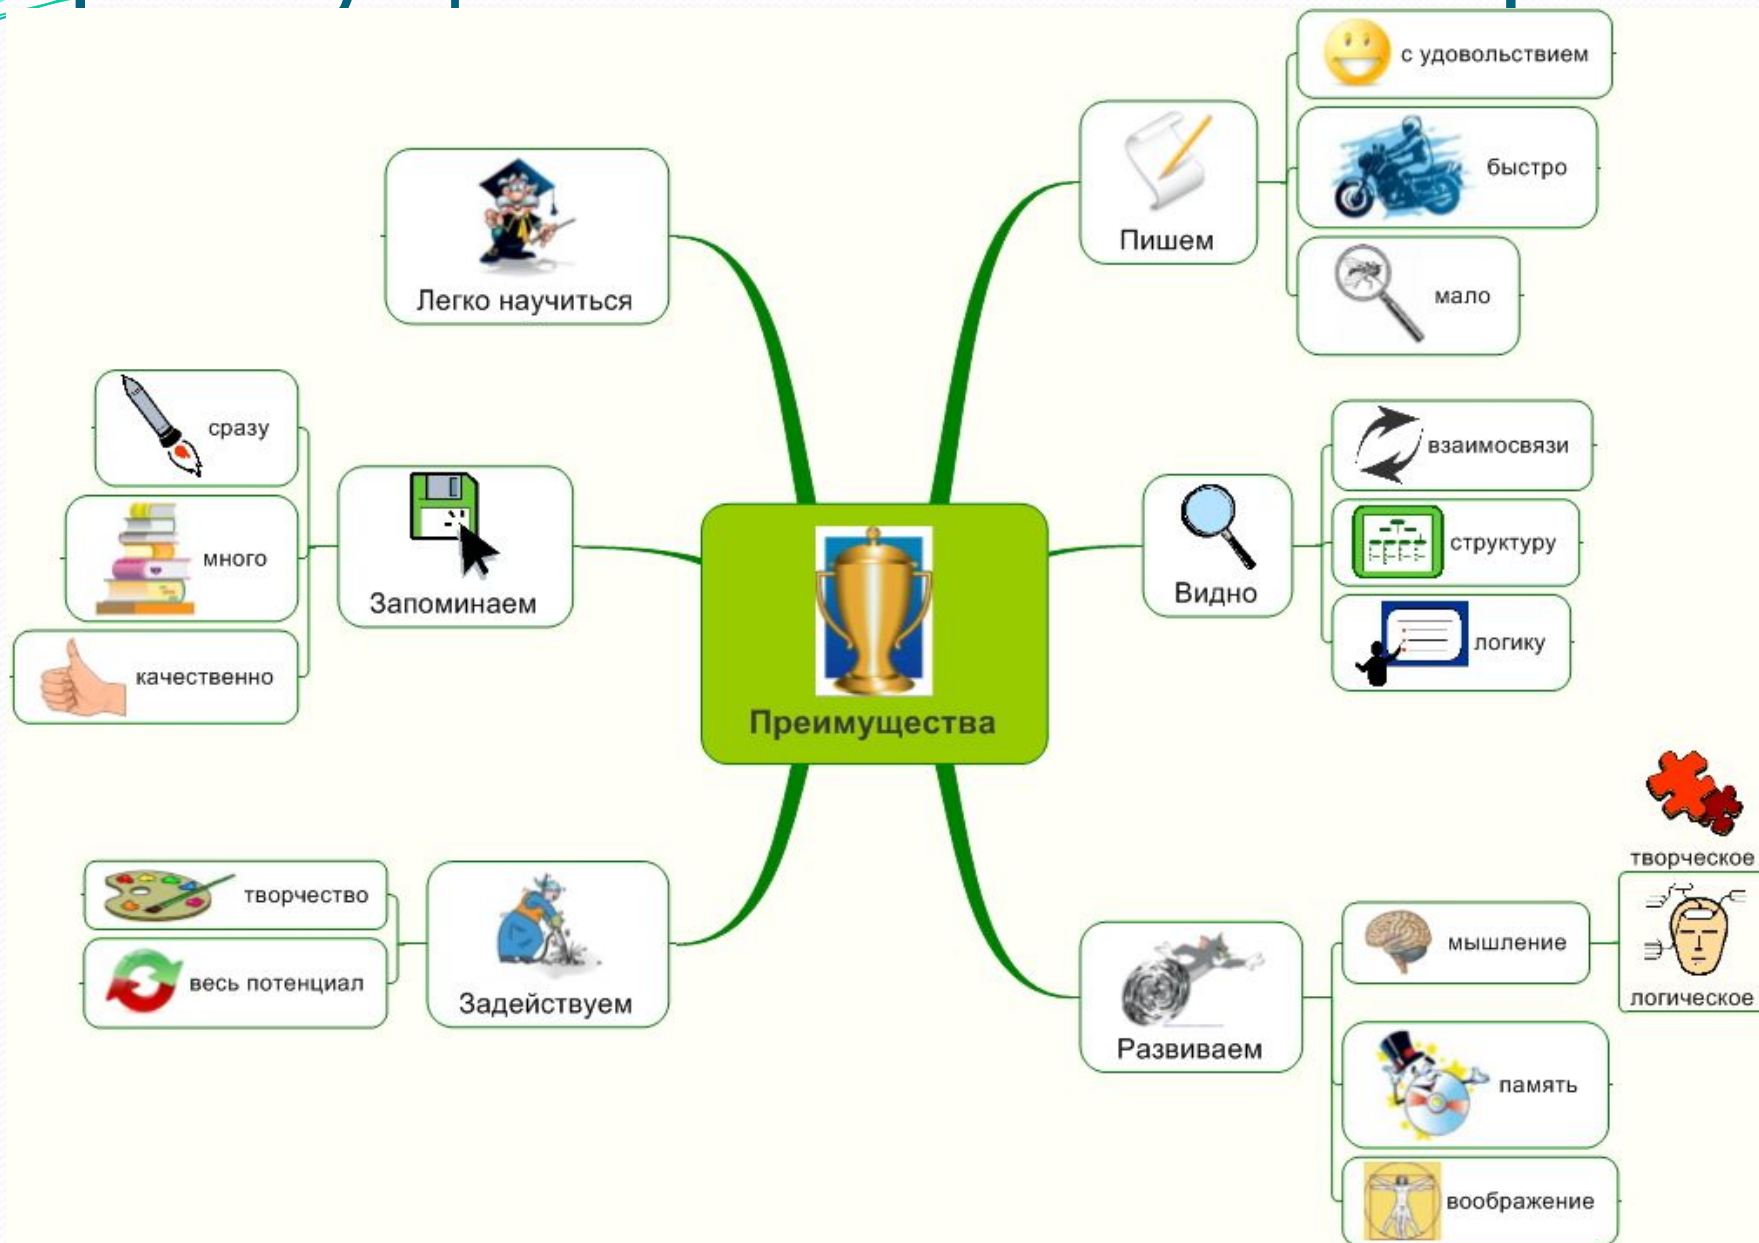 с удовольствием
быстро
Пишем
мало
Легко научиться
сразу
много
качественно
Запоминаем
взаимосвязи
структуру
логику
Видно
Преимущества
творчество
весь потенциал
Задействуем
творческое
мышление
логическое
Развиваем
память
воображение